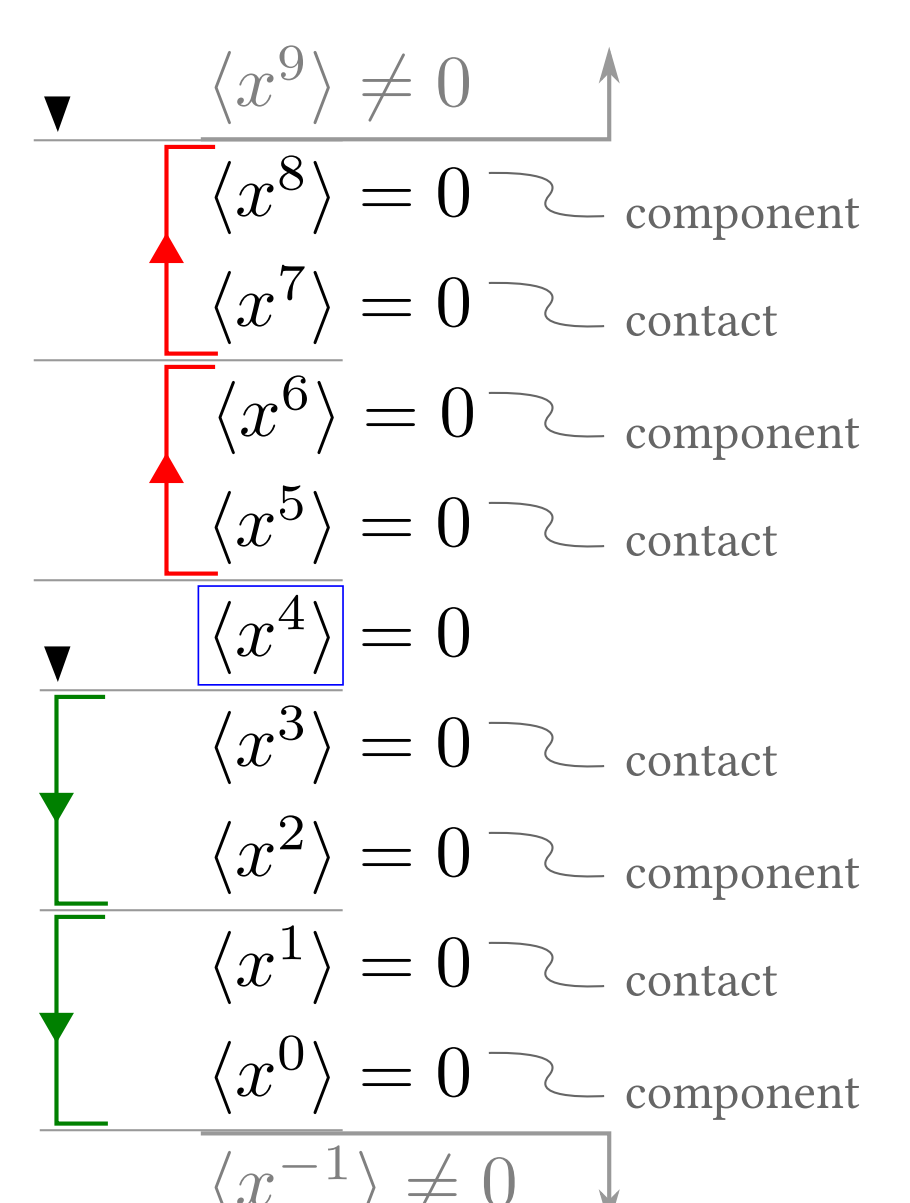 ⟨x⁹⟩ ≠ 0
⟨x⁸⟩ = 0 component
⟨x⁷⟩ = 0 contact
⟨x⁶⟩ = 0 component
⟨x⁵⟩ = 0 contact
⟨x⁴⟩ = 0
⟨x³⟩ = 0 contact
⟨x²⟩ = 0 component
⟨x¹⟩ = 0 contact
⟨x⁰⟩ = 0 component
⟨x⁻¹⟩ ≠ 0